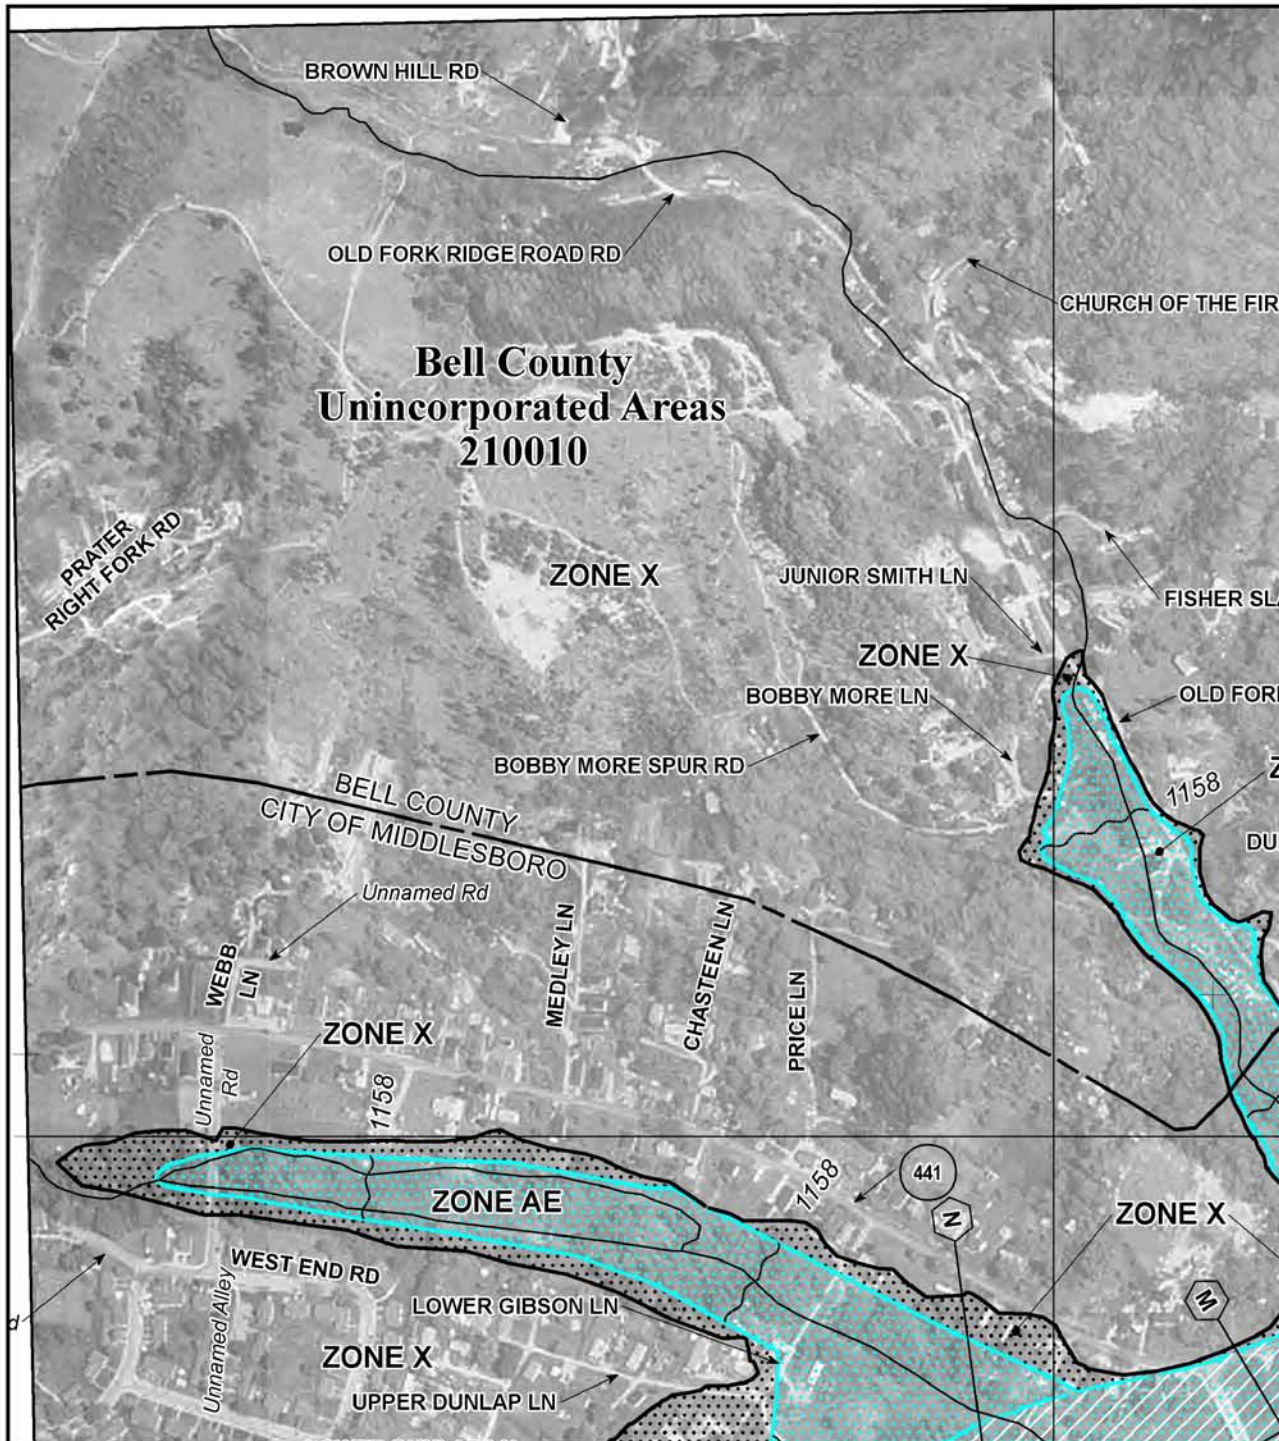 BROWN HILL RD
OLD FORK RIDGE ROAD RD
CHURCH OF THE FIR
Bell County
Unincorporated Areas
210010
PRATER
RIGHT FORK RD
ZONE X
JUNIOR SMITH LN
FISHER SLA
ZONE X
BOBBY MORE LN
OLD FORK
BOBBY MORE SPUR RD
Z
1158
BELL COUNTY
CITY OF MIDDLESBORO
DU
Unnamed Rd
WEBB
LN
MEDLEY LN
CHASTEEN LN
PRICE LN
ZONE X
Unnamed
Rd
1158
1158
441
N
ZONE AE
ZONE X
WEST END RD
M
LOWER GIBSON LN
d
Unnamed Alley
ZONE X
UPPER DUNLAP LN